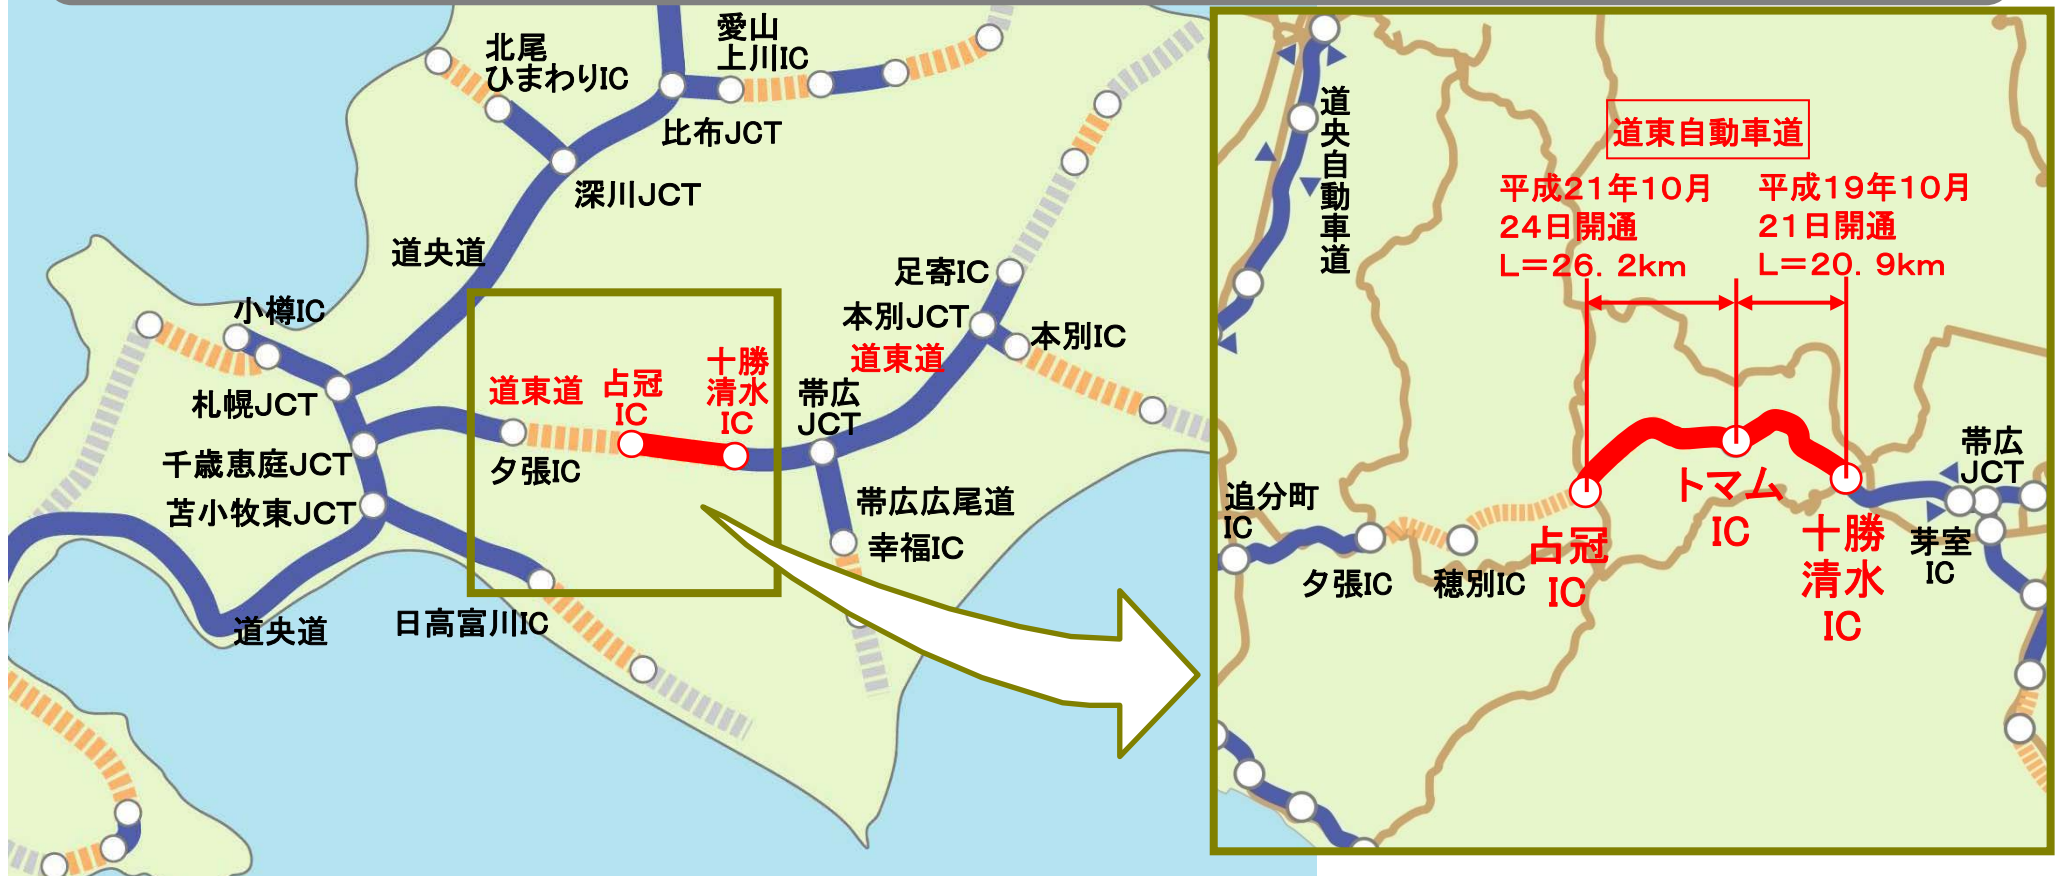 北尾
ひまわりIC
愛山
上川IC
比布JCT
深川JCT
道央道
足寄IC
本別JCT
本別IC
道東道
小樽IC
札幌JCT
道東道
占冠
IC
十勝
清水
IC
帯広
JCT
千歳恵庭JCT
夕張IC
苫小牧東JCT
帯広広尾道
幸福IC
道央道
日高富川IC
道央自動車道
道東自動車道
平成21年10月
24日開通
L=26.2km
平成19年10月
21日開通
L=20.9km
追分町
IC
夕張IC
穂別IC
占冠
IC
トマム
IC
十勝
清水
IC
帯広
JCT
芽室
IC